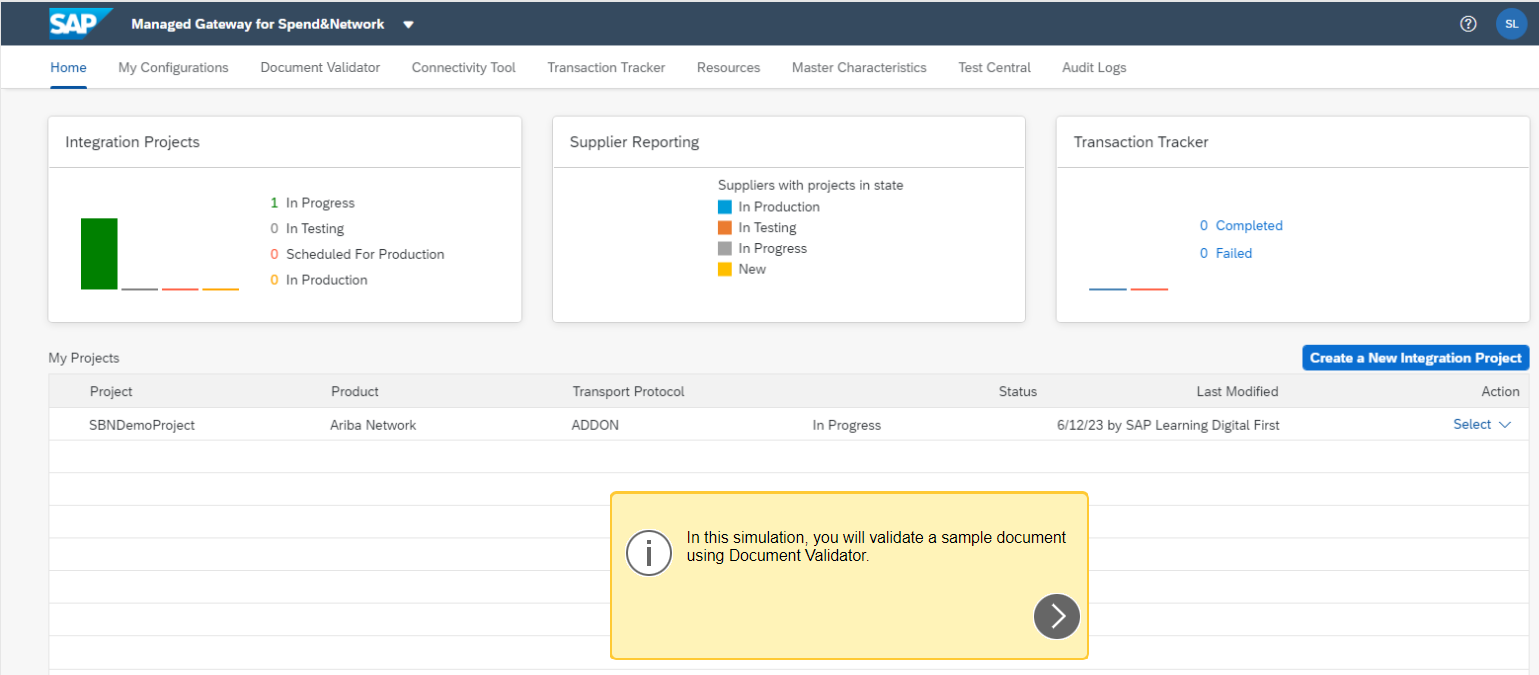 SAP Managed Gateway for Spend&Network SL
Home My Configurations Document Validator Connectivity Tool Transaction Tracker Resources Master Characteristics Test Central Audit Logs
Integration Projects
1 In Progress
0 In Testing
0 Scheduled For Production
0 In Production
Supplier Reporting
Suppliers with projects in state
In Production
In Testing
In Progress
New
Transaction Tracker
0 Completed
0 Failed
My Projects Create a New Integration Project
Project Product Transport Protocol Status Last Modified Action
SBNDemoProject Ariba Network ADDON In Progress 6/12/23 by SAP Learning Digital First Select
In this simulation, you will validate a sample document
using Document Validator.